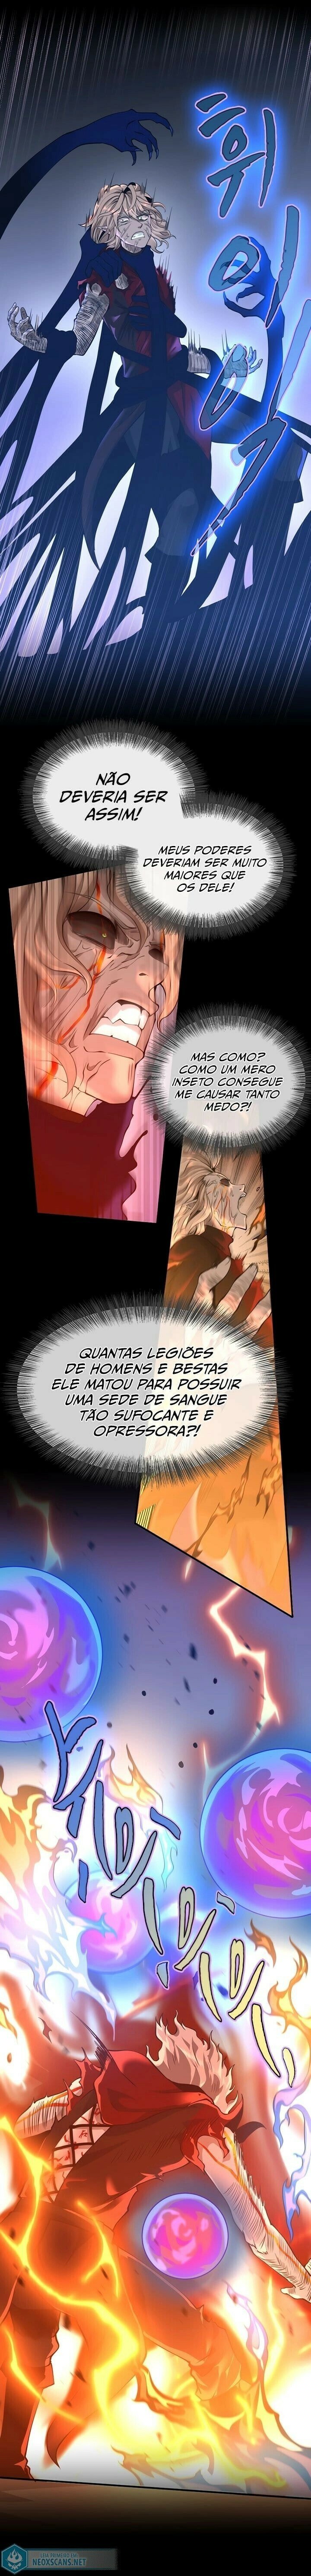 휘이익
NÃO
DEVERIA SER
ASSIM!
MEUS PODERES
DEVERIAM SER MUITO
MAIORES QUE
OS DELE!
MAS COMO?
COMO UM MERO
INSETO CONSEGUE
ME CAUSAR TANTO
MEDO?!
QUANTAS LEGIÕES
DE HOMENS E BESTAS
ELE MATOU PARA POSSUIR
UMA SEDE DE SANGUE
TÃO SUFOCANTE E
OPRESSORA?!
NEOXSCANS.NET